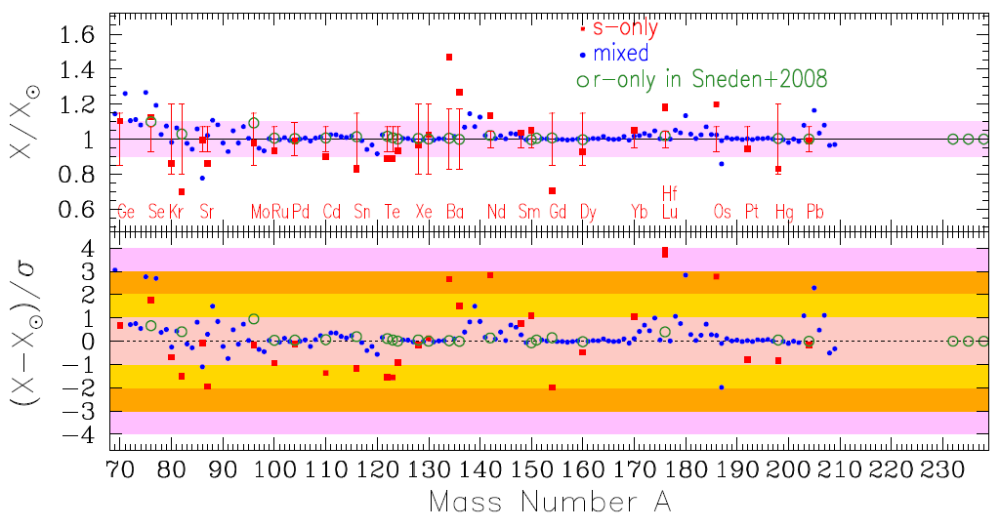 s-only
mixed
r-only in Sneden+2008
X/X⊙
1.6
1.4
1.2
1
0.8
0.6
Hf
Ge Se Kr Sr Mo Ru Pd Cd Sn Te Xe Ba Nd Sm Gd Dy Yb Lu Os Pt Hg Pb
(X−X⊙)/σ
4
3
2
1
0
−1
−2
−3
−4
70 80 90 100 110 120 130 140 150 160 170 180 190 200 210 220 230
Mass Number A